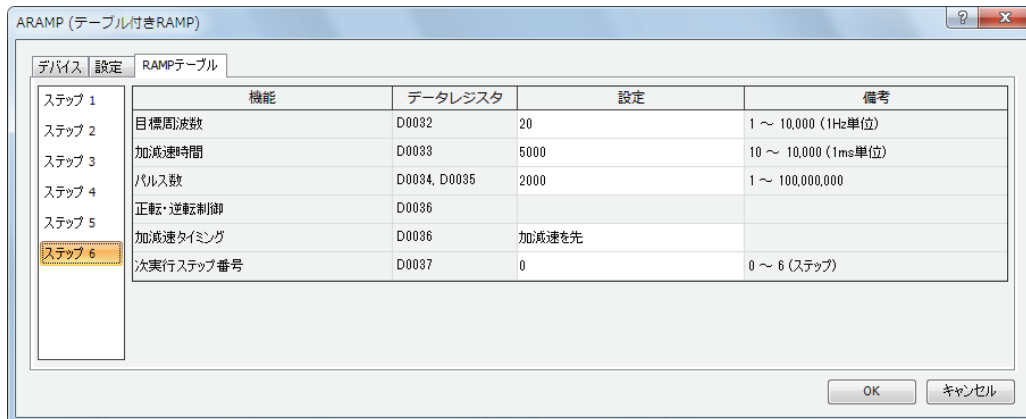 ARAMP (テーブル付きRAMP)
デバイス 設定 RAMPテーブル
ステップ 1
ステップ 2
ステップ 3
ステップ 4
ステップ 5
ステップ 6
機能 データレジスタ 設定 備考
目標周波数 D0032 20 1 ～ 10,000 (1Hz単位)
加減速時間 D0033 5000 10 ～ 10,000 (1ms単位)
パルス数 D0034, D0035 2000 1 ～ 100,000,000
正転・逆転制御 D0036
加減速タイミング D0036 加減速を先
次実行ステップ番号 D0037 0 0 ～ 6 (ステップ)
OK キャンセル